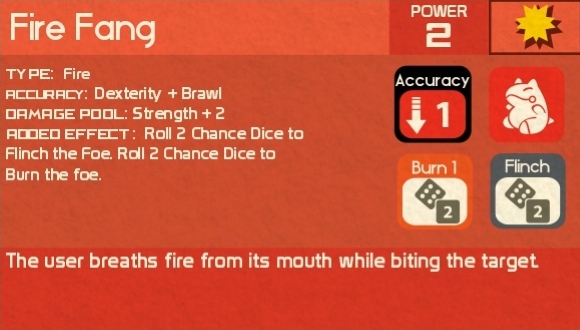 Fire Fang
POWER
2
TYPE: Fire
ACCURACY: Dexterity + Brawl
DAMAGE POOL: Strength + 2
ADDED EFFECT: Roll 2 Chance Dice to
Flinch the Foe. Roll 2 Chance Dice to
Burn the foe.
Accuracy
1
Burn 1
2
Flinch
2
The user breaths fire from its mouth while biting the target.